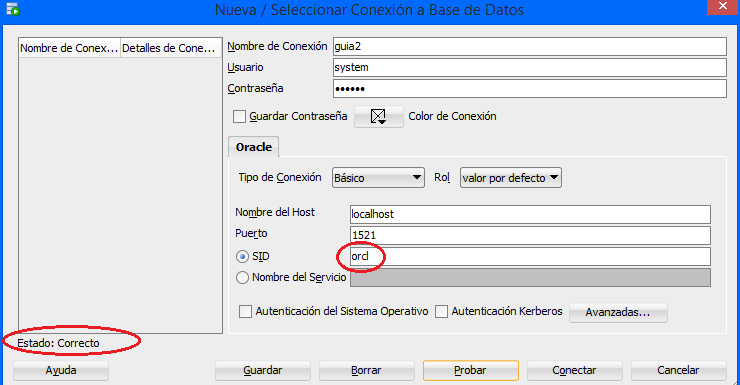 Nueva / Seleccionar Conexión a Base de Datos
Nombre de Conex... Detalles de Cone...
Nombre de Conexión guia2
Usuario system
Contraseña ••••••
Guardar Contraseña Color de Conexión
Oracle
Tipo de Conexión Básico Rol valor por defecto
Nombre del Host localhost
Puerto 1521
SID orcl
Nombre del Servicio
Autenticación del Sistema Operativo Autenticación Kerberos Avanzadas...
Estado: Correcto
Ayuda Guardar Borrar Probar Conectar Cancelar